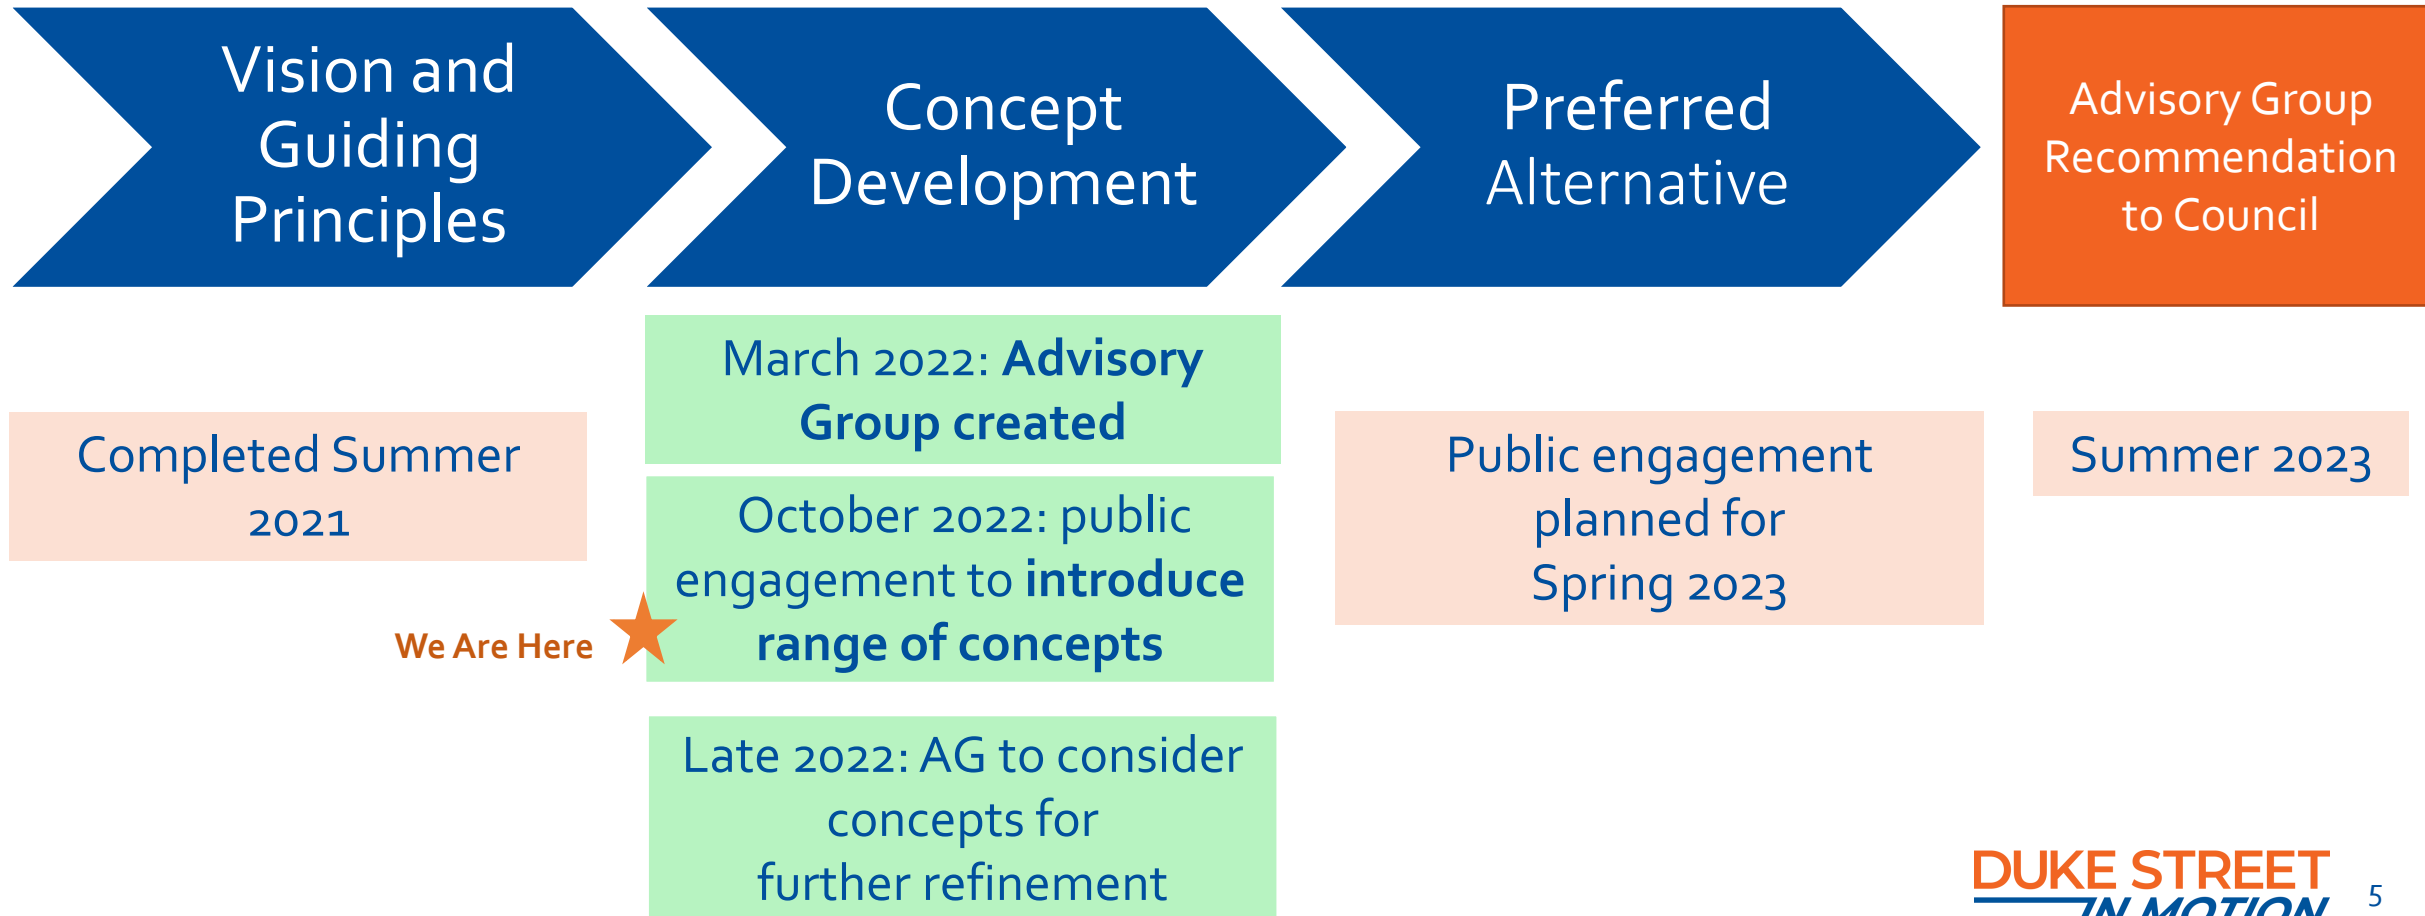 Vision and
Guiding
Principles
Concept
Development
Preferred
Alternative
Advisory Group
Recommendation
to Council
Completed Summer
2021
March 2022: Advisory
Group created
October 2022: public
engagement to introduce
range of concepts
We Are Here
Late 2022: AG to consider
concepts for
further refinement
Public engagement
planned for
Spring 2023
Summer 2023
DUKE STREET
IN MOTION
5